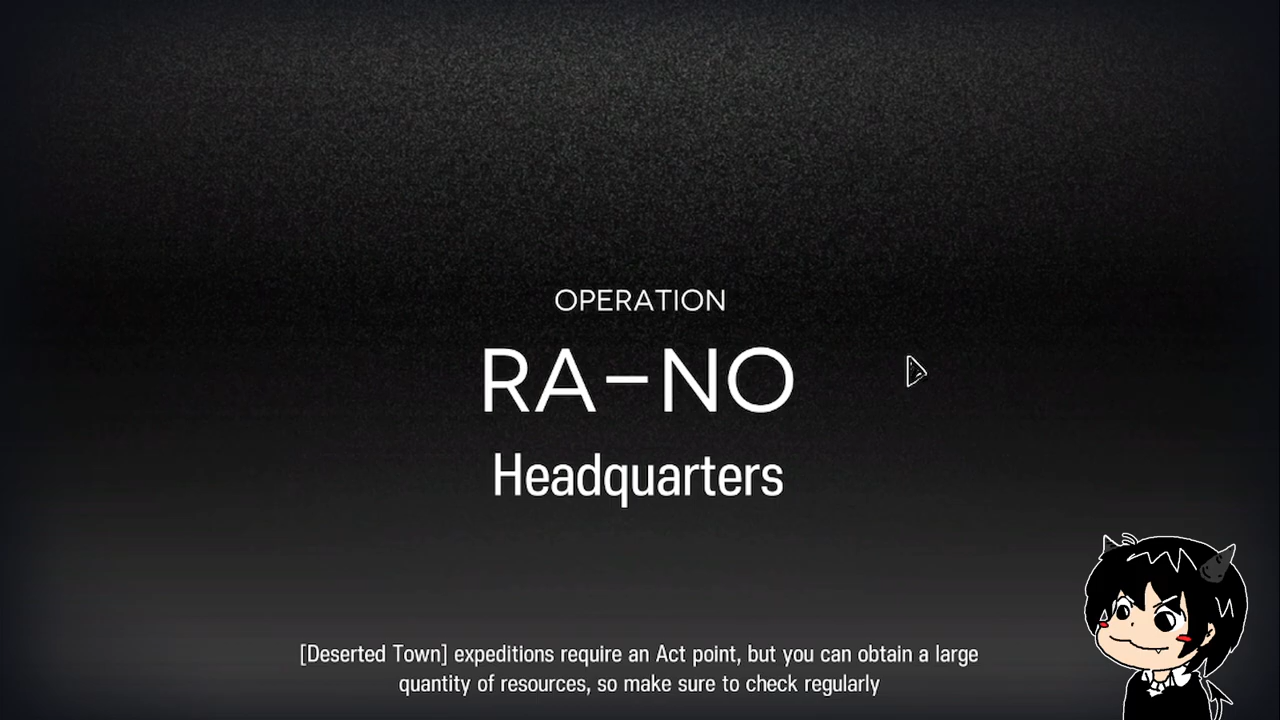 OPERATION
RA-NO
Headquarters
[Deserted Town] expeditions require an Act point, but you can obtain a large
quantity of resources, so make sure to check regularly